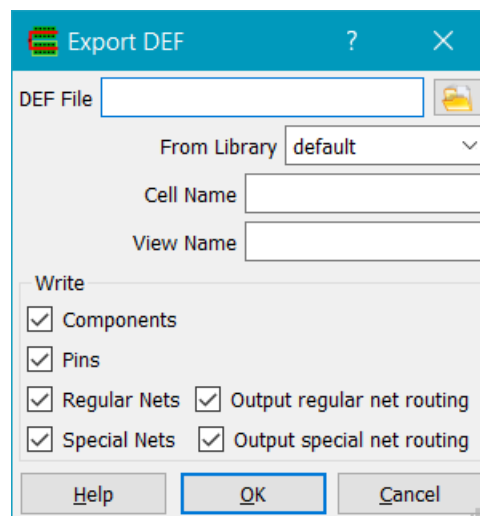 Export DEF ?
DEF File
From Library default
Cell Name
View Name
Write
Components
Pins
Regular Nets Output regular net routing
Special Nets Output special net routing
Help OK Cancel